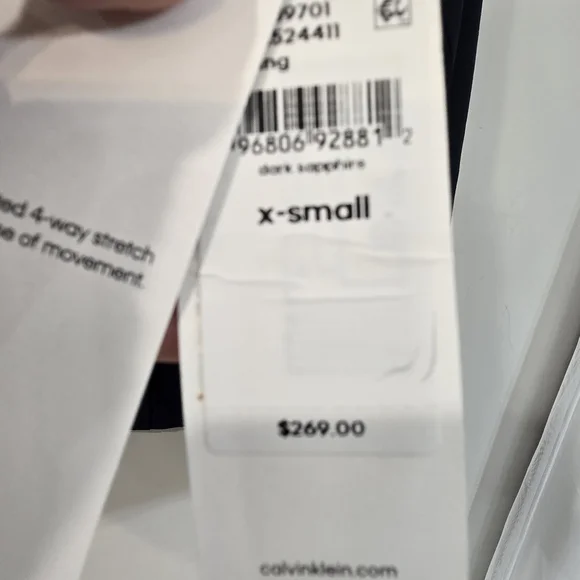 9701
524411
ng
96806 92881 2
dark sapphire
x-small
ed 4-way stretch
e of movement.
$269.00
calvinklein.com